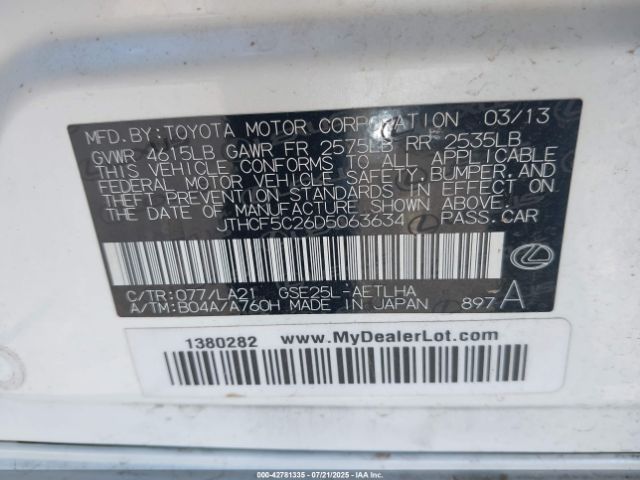 MFD. BY: TOYOTA MOTOR CORPORATION 03/13
GVWR 4615LB GAWR FR 2575LB RR 2535LB
THIS VEHICLE CONFORMS TO ALL APPLICABLE
FEDERAL MOTOR VEHICLE SAFETY, BUMPER, AND
THEFT PREVENTION STANDARDS IN EFFECT ON
THE DATE OF MANUFACTURE SHOWN ABOVE.
JTHCF5C26D5063634 PASS. CAR
C/TR: 077/LA21 GSE25L-AETLHA
A/TM: B04A/A760H MADE IN JAPAN 897 A
1380282 www.MyDealerLot.com
000-42781335 - 07/21/2025 - IAAI.COM